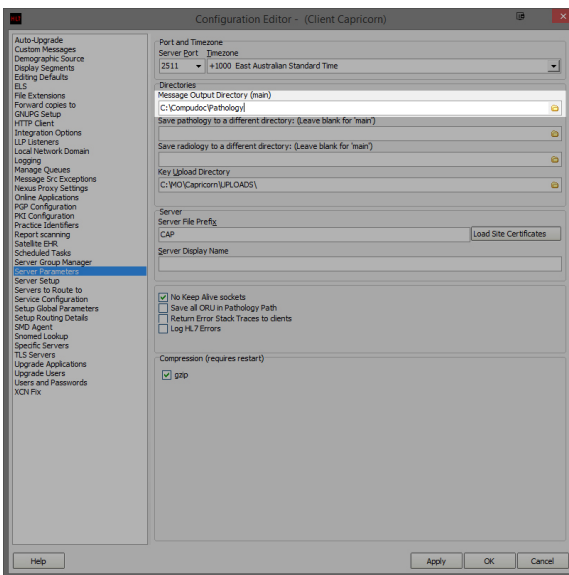 Configuration Editor - (Client Capricorn)
Auto-Upgrade
Custom Messages
Demographic Source
Display Segments
Editing Defaults
ELS
File Extensions
Forward copies to
GNUPG Setup
HTTP Client
Integration Options
LLP Listeners
Local Network Domain
Logging
Manage Queues
Message Src Exceptions
Nexus Proxy Settings
Online Applications
PGP Configuration
PKI Configuration
Practice Identifiers
Report scanning
Satellite EHR
Scheduled Tasks
Server Group Manager
Server Parameters
Server Setup
Servers to Route to
Service Configuration
Setup Global Parameters
Setup Routing Details
SMD Agent
Snomed Lookup
Specific Servers
TLS Servers
Upgrade Applications
Upgrade Users
Users and Passwords
XCN Fix
Port and Timezone
Server Port Timezone
2511 +1000 East Australian Standard Time
Directories
Message Output Directory (main)
C:\Compudoc\Pathology
Save pathology to a different directory: (Leave blank for 'main')
Save radiology to a different directory: (Leave blank for 'main')
Key Upload Directory
C:\MO\Capricorn\UPLOADS\
Server
Server File Prefix
CAP Load Site Certificates
Server Display Name
No Keep Alive sockets
Save all ORU in Pathology Path
Return Error Stack Traces to clients
Log HL7 Errors
Compression (requires restart)
gzip
Help Apply OK Cancel